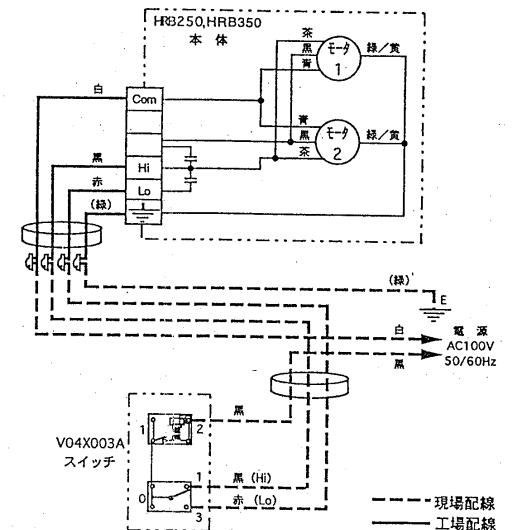 HRB250,HRB350
本 体
茶
黒
青
モータ
1
緑／黄
白
Com
青
黒
茶
モータ
2
緑／黄
黒
Hi
赤
Lo
(緑)
(緑)
E
白
黒
電 源
AC100V
50/60Hz
黒
V04X003A
スイッチ
1
2
黒 (Hi)
1
0
赤 (Lo)
3
現場配線
工場配線